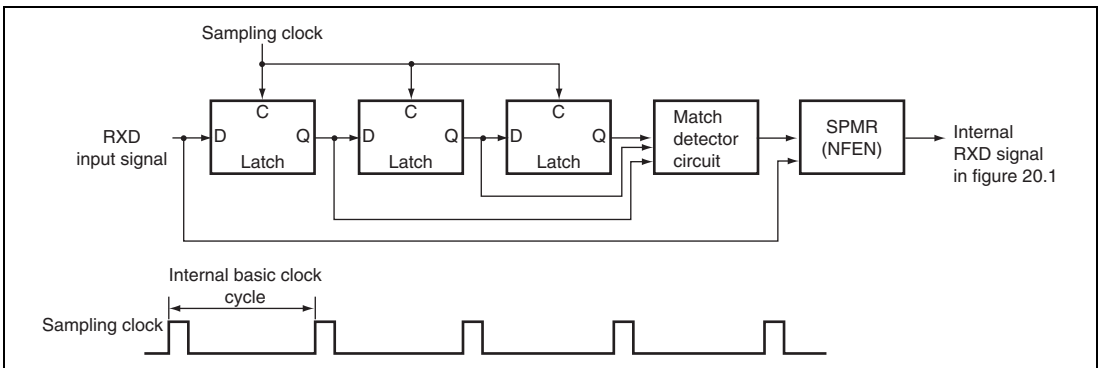 Sampling clock
RXD
input signal
C
D
Q
Latch
C
D
Q
Latch
C
D
Q
Latch
Match
detector
circuit
SPMR
(NFEN)
Internal
RXD signal
in figure 20.1
Internal basic clock
cycle
Sampling clock